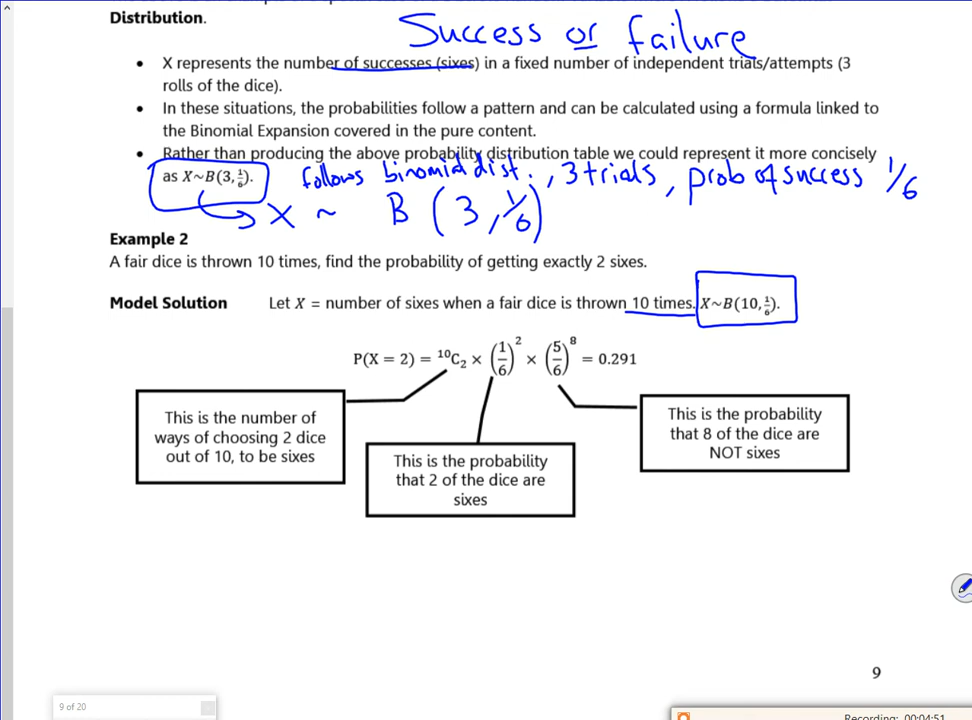 Distribution.
Success or failure
• X represents the number of successes (sixes) in a fixed number of independent trials/attempts (3
rolls of the dice).
• In these situations, the probabilities follow a pattern and can be calculated using a formula linked to
the Binomial Expansion covered in the pure content.
• Rather than producing the above probability distribution table we could represent it more concisely
as X~B(3, 1/6).
follows binomial dist., 3 trials, prob of success 1/6
X ~ B (3, 1/6)
Example 2
A fair dice is thrown 10 times, find the probability of getting exactly 2 sixes.
Model Solution Let X = number of sixes when a fair dice is thrown 10 times. X~B(10, 1/6).
P(X = 2) = ¹⁰C₂ × (1/6)² × (5/6)⁸ = 0.291
This is the number of
ways of choosing 2 dice
out of 10, to be sixes
This is the probability
that 2 of the dice are
sixes
This is the probability
that 8 of the dice are
NOT sixes
9
9 of 20
Recording: 00:04:51